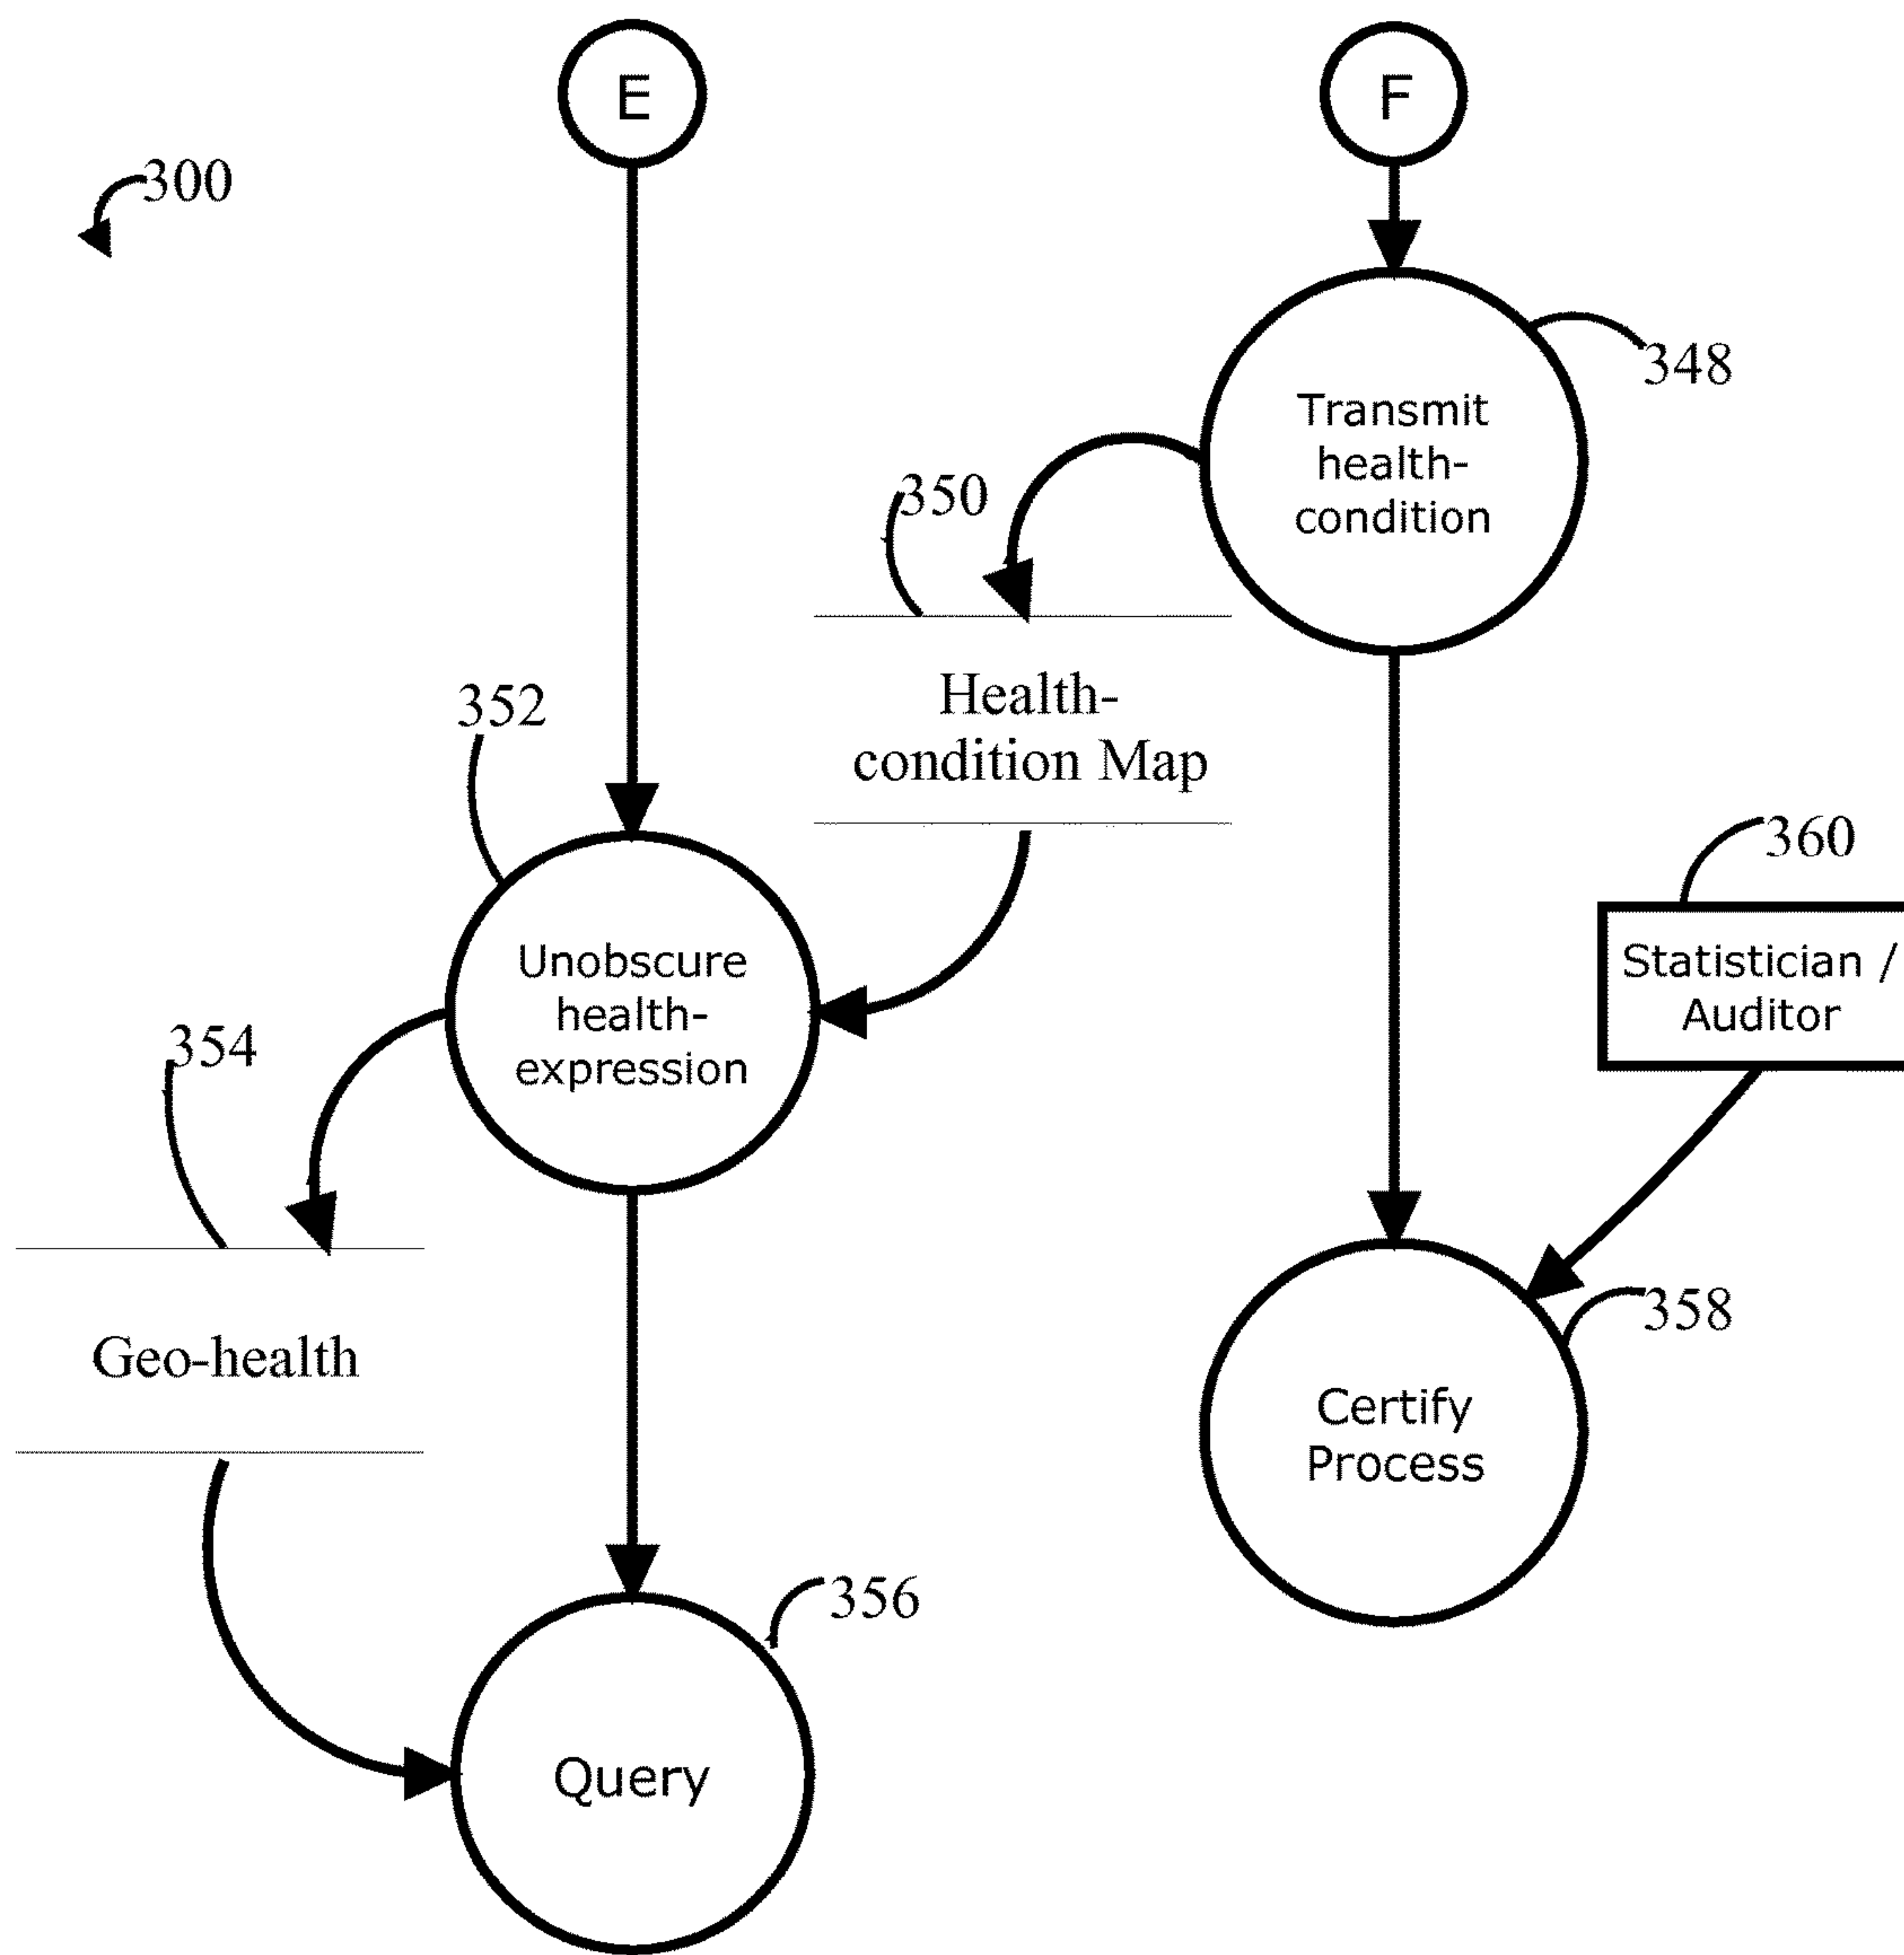 E
F
300
348
Transmit
health-
condition
350
Health-
condition Map
352
360
Statistician /
Auditor
Unobscure
health-
expression
354
358
Geo-health
Certify
Process
356
Query